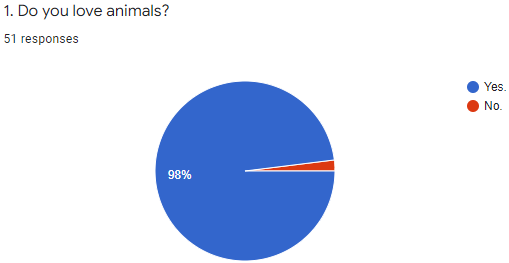 1. Do you love animals?
51 responses
98%
Yes.
No.